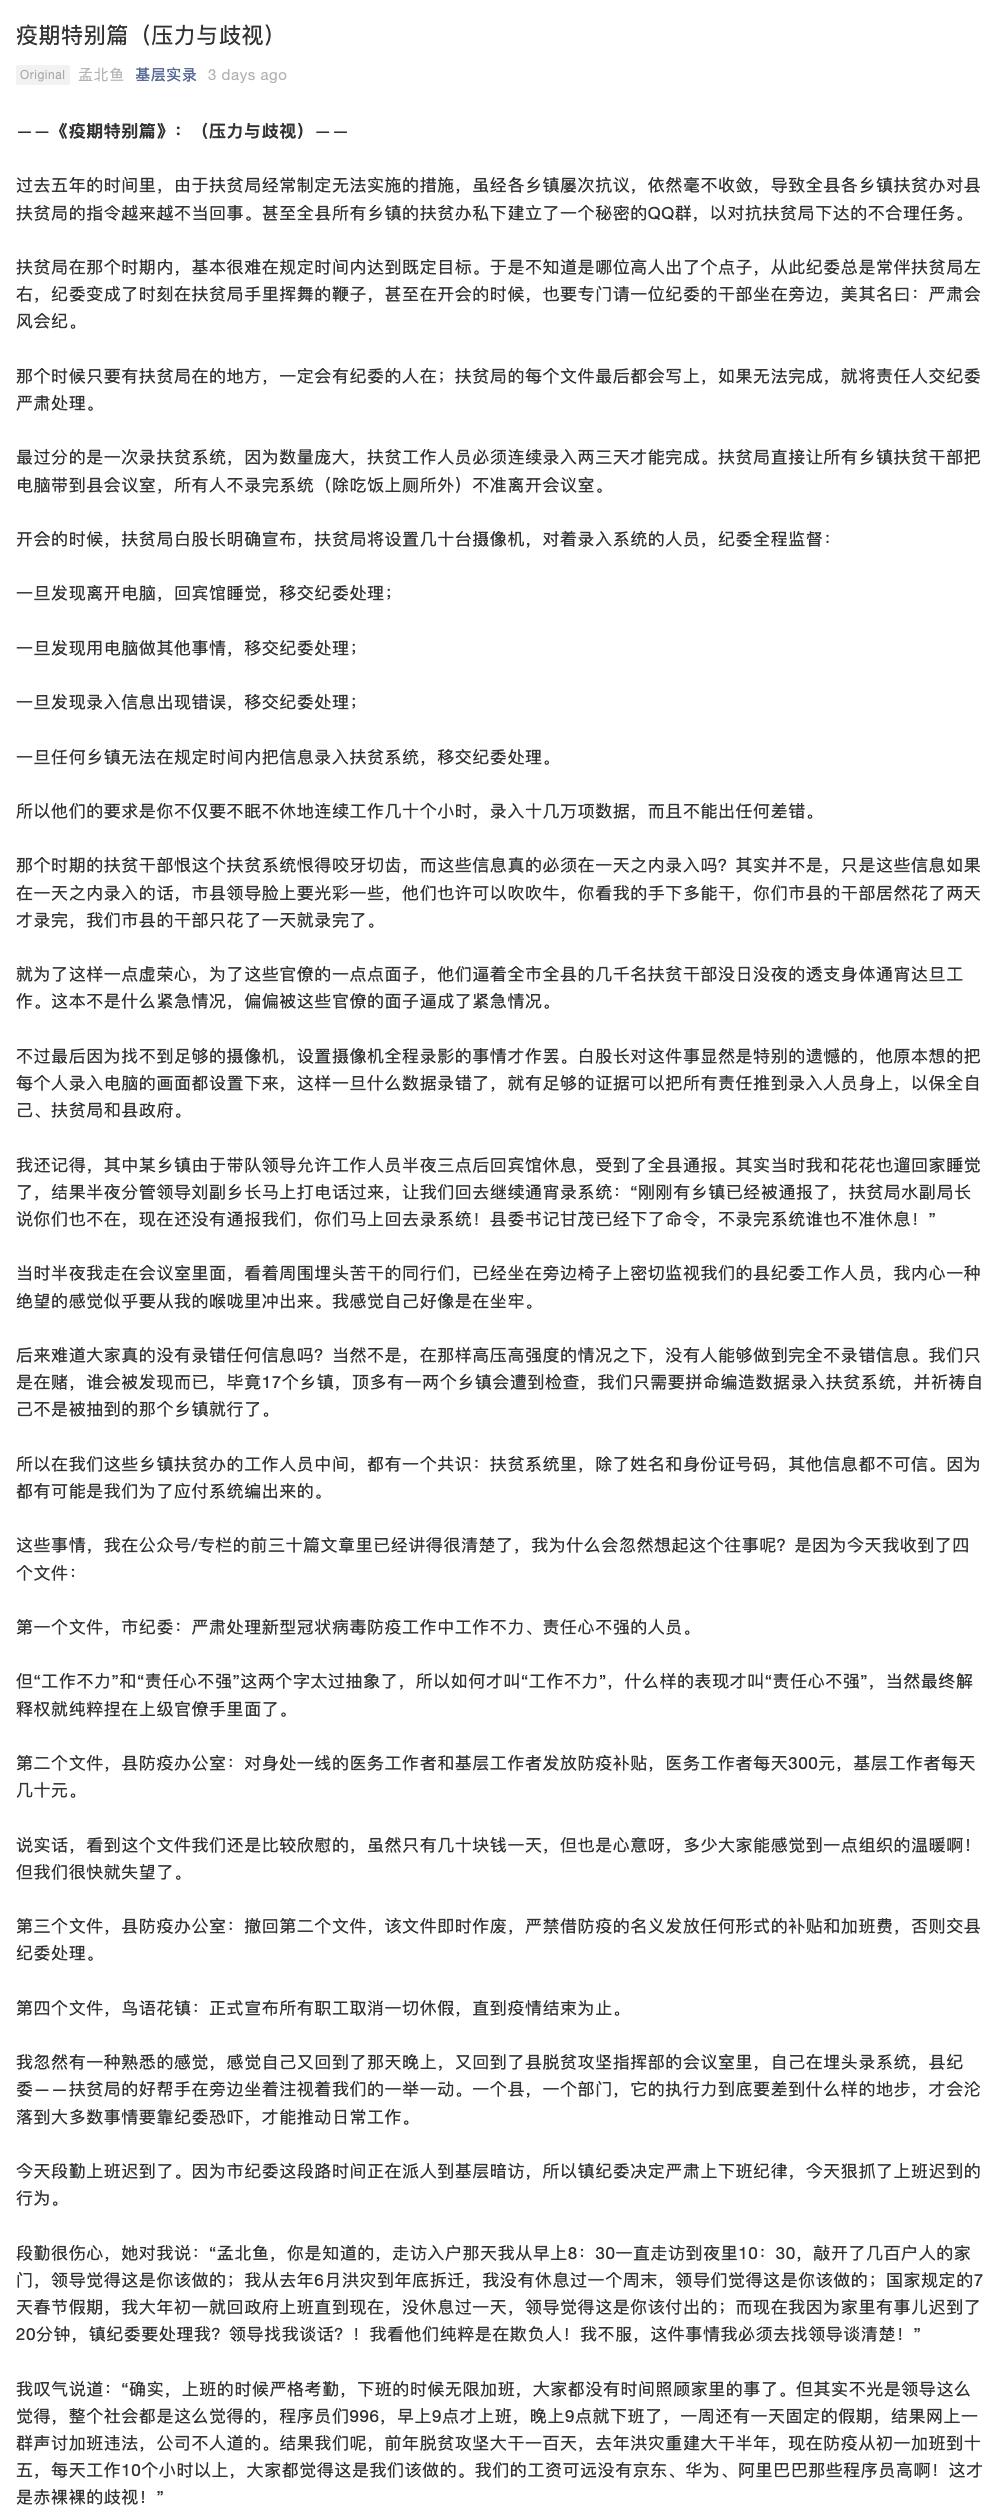 疫期特别篇（压力与歧视）
Original 孟北鱼 基层实录 3 days ago
——《疫期特别篇》：（压力与歧视）——
过去五年的时间里，由于扶贫局经常制定无法实施的措施，虽经各乡镇屡次抗议，依然毫不收敛，导致全县各乡镇扶贫办对县
扶贫局的指令越来越不当回事。甚至全县所有乡镇的扶贫办私下建立了一个秘密的QQ群，以对抗扶贫局下达的不合理任务。
扶贫局在那个时期内，基本很难在规定时间内达到既定目标。于是不知道是哪位高人出了个点子，从此纪委总是常伴扶贫局左
右，纪委变成了时刻在扶贫局手里挥舞的鞭子，甚至在开会的时候，也要专门请一位纪委的干部坐在旁边，美其名曰：严肃会
风会纪。
那个时候只要有扶贫局在的地方，一定会有纪委的人在；扶贫局的每个文件最后都会写上，如果无法完成，就将责任人交纪委
严肃处理。
最过分的是一次录扶贫系统，因为数量庞大，扶贫工作人员必须连续录入两三天才能完成。扶贫局直接让所有乡镇扶贫干部把
电脑带到县会议室，所有人不录完系统（除吃饭上厕所外）不准离开会议室。
开会的时候，扶贫局白股长明确宣布，扶贫局将设置几十台摄像机，对着录入系统的人员，纪委全程监督：
一旦发现离开电脑，回宾馆睡觉，移交纪委处理；
一旦发现用电脑做其他事情，移交纪委处理；
一旦发现录入信息出现错误，移交纪委处理；
一旦任何乡镇无法在规定时间内把信息录入扶贫系统，移交纪委处理。
所以他们的要求是你不仅要不眠不休地连续工作几十个小时，录入十几万项数据，而且不能出任何差错。
那个时期的扶贫干部恨这个扶贫系统恨得咬牙切齿，而这些信息真的必须在一天之内录入吗？其实并不是，只是这些信息如果
在一天之内录入的话，市县领导脸上要光彩一些，他们也许可以吹吹牛，你看我的手下多能干，你们市县的干部居然花了两天
才录完，我们市县的干部只花了一天就录完了。
就为了这样一点虚荣心，为了这些官僚的一点点面子，他们逼着全市全县的几千名扶贫干部没日没夜的透支身体通宵达旦工
作。这本不是什么紧急情况，偏偏被这些官僚的面子逼成了紧急情况。
不过最后因为找不到足够的摄像机，设置摄像机全程录影的事情才作罢。白股长对这件事显然是特别的遗憾的，他原本想的把
每个人录入电脑的画面都设置下来，这样一旦什么数据录错了，就有足够的证据可以把所有责任推到录入人员身上，以保全自
己、扶贫局和县政府。
我还记得，其中某乡镇由于带队领导允许工作人员半夜三点后回宾馆休息，受到了全县通报。其实当时我和花花也遛回家睡觉
了，结果半夜分管领导刘副乡长马上打电话过来，让我们回去继续通宵录系统：“刚刚有乡镇已经被通报了，扶贫局水副局长
说你们也不在，现在还没有通报我们，你们马上回去录系统！县委书记甘茂已经下了命令，不录完系统谁也不准休息！”
当时半夜我走在会议室里面，看着周围埋头苦干的同行们，已经坐在旁边椅子上密切监视我们的县纪委工作人员，我内心一种
绝望的感觉似乎要从我的喉咙里冲出来。我感觉自己好像是在坐牢。
后来难道大家真的没有录错任何信息吗？当然不是，在那样高压高强度的情况之下，没有人能够做到完全不录错信息。我们只
是在赌，谁会被发现而已，毕竟17个乡镇，顶多有一两个乡镇会遭到检查，我们只需要拼命编造数据录入扶贫系统，并祈祷自
己不是被抽到的那个乡镇就行了。
所以在我们这些乡镇扶贫办的工作人员中间，都有一个共识：扶贫系统里，除了姓名和身份证号码，其他信息都不可信。因为
都有可能是我们为了应付系统编出来的。
这些事情，我在公众号/专栏的前三十篇文章里已经讲得很清楚了，我为什么会忽然想起这个往事呢？是因为今天我收到了四
个文件：
第一个文件，市纪委：严肃处理新型冠状病毒防疫工作中工作不力、责任心不强的人员。
但“工作不力”和“责任心不强”这两个字太过抽象了，所以如何才叫“工作不力”，什么样的表现才叫“责任心不强”，当然最终解
释权就纯粹捏在上级官僚手里面了。
第二个文件，县防疫办公室：对身处一线的医务工作者和基层工作者发放防疫补贴，医务工作者每天300元，基层工作者每天
几十元。
说实话，看到这个文件我们还是比较欣慰的，虽然只有几十块钱一天，但也是心意呀，多少大家能感觉到一点组织的温暖啊！
但我们很快就失望了。
第三个文件，县防疫办公室：撤回第二个文件，该文件即时作废，严禁借防疫的名义发放任何形式的补贴和加班费，否则交县
纪委处理。
第四个文件，鸟语花镇：正式宣布所有职工取消一切休假，直到疫情结束为止。
我忽然有一种熟悉的感觉，感觉自己又回到了那天晚上，又回到了县脱贫攻坚指挥部的会议室里，自己在埋头录系统，县纪
委——扶贫局的好帮手在旁边坐着注视着我们的一举一动。一个县，一个部门，它的执行力到底要差到什么样的地步，才会沦
落到大多数事情要靠纪委恐吓，才能推动日常工作。
今天段勤上班迟到了。因为市纪委这段路时间正在派人到基层暗访，所以镇纪委决定严肃上下班纪律，今天狠抓了上班迟到的
行为。
段勤很伤心，她对我说：“孟北鱼，你是知道的，走访入户那天我从早上8：30一直走访到夜里10：30，敲开了几百户人的家
门，领导觉得这是你该做的；我从去年6月洪灾到年底拆迁，我没有休息过一个周末，领导们觉得这是你该做的；国家规定的7
天春节假期，我大年初一就回政府上班直到现在，没休息过一天，领导觉得这是你该付出的；而现在我因为家里有事儿迟到了
20分钟，镇纪委要处理我？领导找我谈话？！我看他们纯粹是在欺负人！我不服，这件事情我必须去找领导谈清楚！”
我叹气说道：“确实，上班的时候严格考勤，下班的时候无限加班，大家都没有时间照顾家里的事了。但其实不光是领导这么
觉得，整个社会都是这么觉得的，程序员们996，早上9点才上班，晚上9点就下班了，一周还有一天固定的假期，结果网上一
群声讨加班违法，公司不人道的。结果我们呢，前年脱贫攻坚大干一百天，去年洪灾重建大干半年，现在防疫从初一加班到十
五，每天工作10个小时以上，大家都觉得这是我们该做的。我们的工资可远没有京东、华为、阿里巴巴那些程序员高啊！这才
是赤裸裸的歧视！”